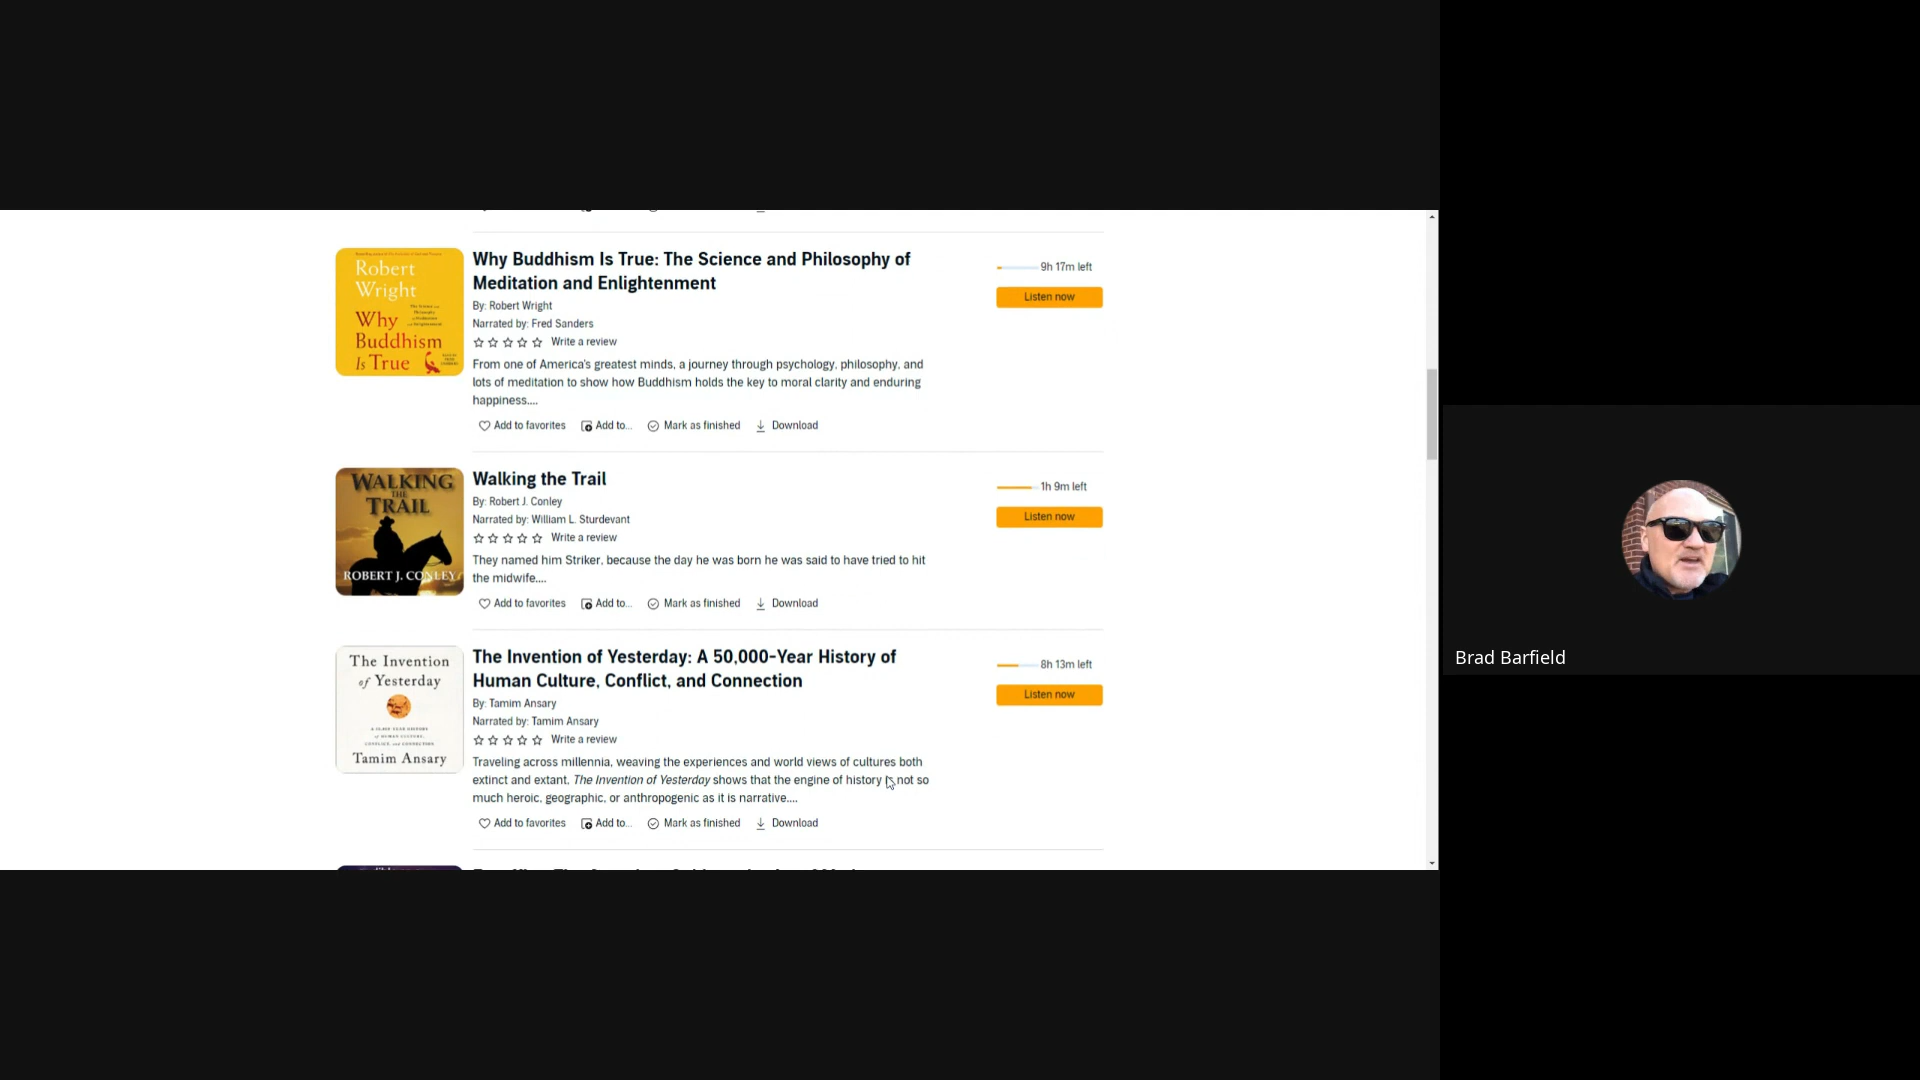 Why Buddhism Is True: The Science and Philosophy of
Meditation and Enlightenment
By: Robert Wright
Narrated by: Fred Sanders
Write a review
From one of America's greatest minds, a journey through psychology, philosophy, and
lots of meditation to show how Buddhism holds the key to moral clarity and enduring
happiness....
Add to favorites Add to... Mark as finished Download
9h 17m left
Listen now
Robert
Wright
Why
Buddhism
Is True
Walking the Trail
By: Robert J. Conley
Narrated by: William L. Sturdevant
Write a review
They named him Striker, because the day he was born he was said to have tried to hit
the midwife....
Add to favorites Add to... Mark as finished Download
1h 9m left
Listen now
WALKING
THE
TRAIL
ROBERT J. CONLEY
The Invention of Yesterday: A 50,000-Year History of
Human Culture, Conflict, and Connection
By: Tamim Ansary
Narrated by: Tamim Ansary
Write a review
Traveling across millennia, weaving the experiences and world views of cultures both
extinct and extant, The Invention of Yesterday shows that the engine of history is not so
much heroic, geographic, or anthropogenic as it is narrative....
Add to favorites Add to... Mark as finished Download
8h 13m left
Listen now
The Invention
of Yesterday
A 50,000-YEAR HISTORY
OF HUMAN CULTURE,
CONFLICT, AND CONNECTION
Tamim Ansary
Brad Barfield